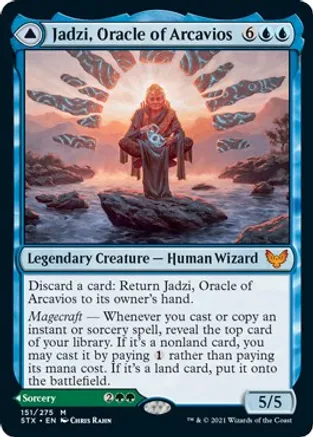 Jadzi, Oracle of Arcavios 6
Legendary Creature — Human Wizard
Discard a card: Return Jadzi, Oracle of
Arcavios to its owner's hand.
Magecraft — Whenever you cast or copy an
instant or sorcery spell, reveal the top card
of your library. If it's a nonland card, you
may cast it by paying 1 rather than paying
its mana cost. If it's a land card, put it onto
the battlefield.
Sorcery 2
5/5
151/275 M
STX • EN Chris Rahn
™ & © 2021 Wizards of the Coast